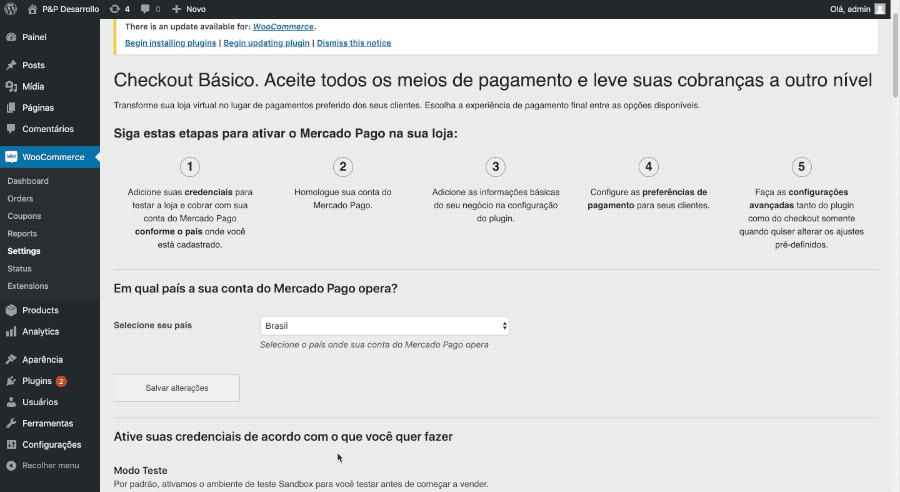 P&P Desarrollo 4 0 Novo Olá, admin
Painel
Posts
Mídia
Páginas
Comentários
WooCommerce
Dashboard
Orders
Coupons
Reports
Settings
Status
Extensions
Products
Analytics
Aparência
Plugins 2
Usuários
Ferramentas
Configurações
Recolher menu
There is an update available for: WooCommerce.
Begin installing plugins | Begin updating plugin | Dismiss this notice
Checkout Básico. Aceite todos os meios de pagamento e leve suas cobranças a outro nível
Transforme sua loja virtual no lugar de pagamentos preferido dos seus clientes. Escolha a experiência de pagamento final entre as opções disponíveis.
Siga estas etapas para ativar o Mercado Pago na sua loja:
1
Adicione suas credenciais para
testar a loja e cobrar com sua
conta do Mercado Pago
conforme o país onde você
está cadastrado.
2
Homologue sua conta do
Mercado Pago.
3
Adicione as informações básicas
do seu negócio na configuração
do plugin.
4
Configure as preferências de
pagamento para seus clientes.
5
Faça as configurações
avançadas tanto do plugin
como do checkout somente
quando quiser alterar os ajustes
pré-definidos.
Em qual país a sua conta do Mercado Pago opera?
Selecione seu país
Brasil
Selecione o país onde sua conta do Mercado Pago opera
Salvar alterações
Ative suas credenciais de acordo com o que você quer fazer
Modo Teste
Por padrão, ativamos o ambiente de teste Sandbox para você testar antes de começar a vender.